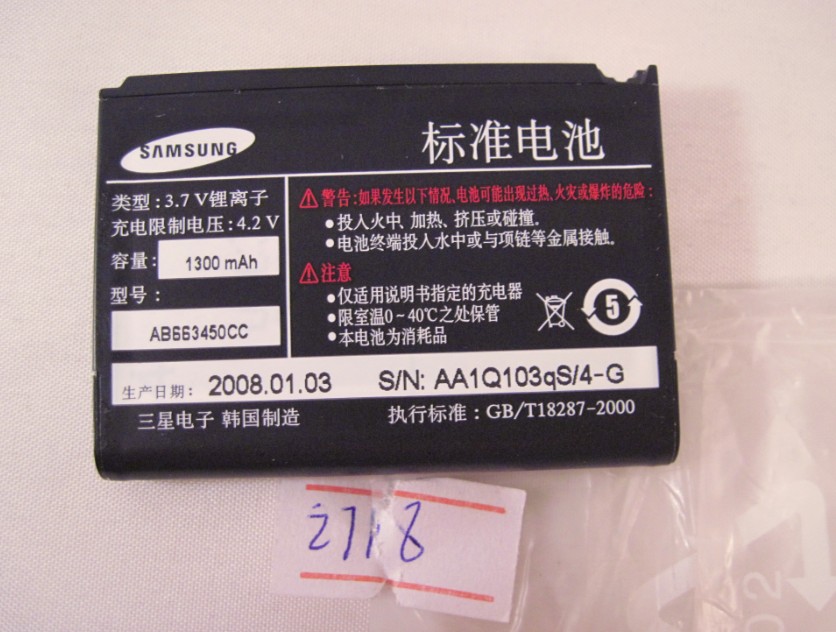 SAMSUNG
标准电池
类型:3.7 V锂离子
充电限制电压:4.2 V
容量: 1300 mAh
型号:
AB663450CC
警告:如果发生以下情况、电池可能出现过热、火灾或爆炸的危险:
●投入火中、加热、挤压或碰撞.
●电池终端投入水中或与项链等金属接触.
注意
●仅适用说明书指定的充电器
●限室温0~40℃之处保管
●本电池为消耗品
5
生产日期: 2008.01.03 S/N: AA1Q103qS/4-G
三星电子 韩国制造 执行标准:GB/T18287-2000